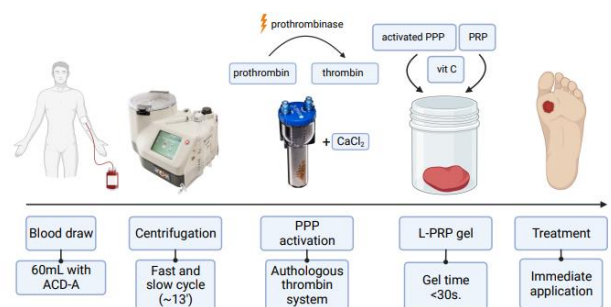 prothrombinase
prothrombin
thrombin
+ CaCl₂
activated PPP
PRP
vit C
Blood draw
60mL with
ACD-A
Centrifugation
Fast and
slow cycle
(~13')
PPP
activation
Authologous
thrombin
system
L-PRP gel
Gel time
<30s.
Treatment
Immediate
application